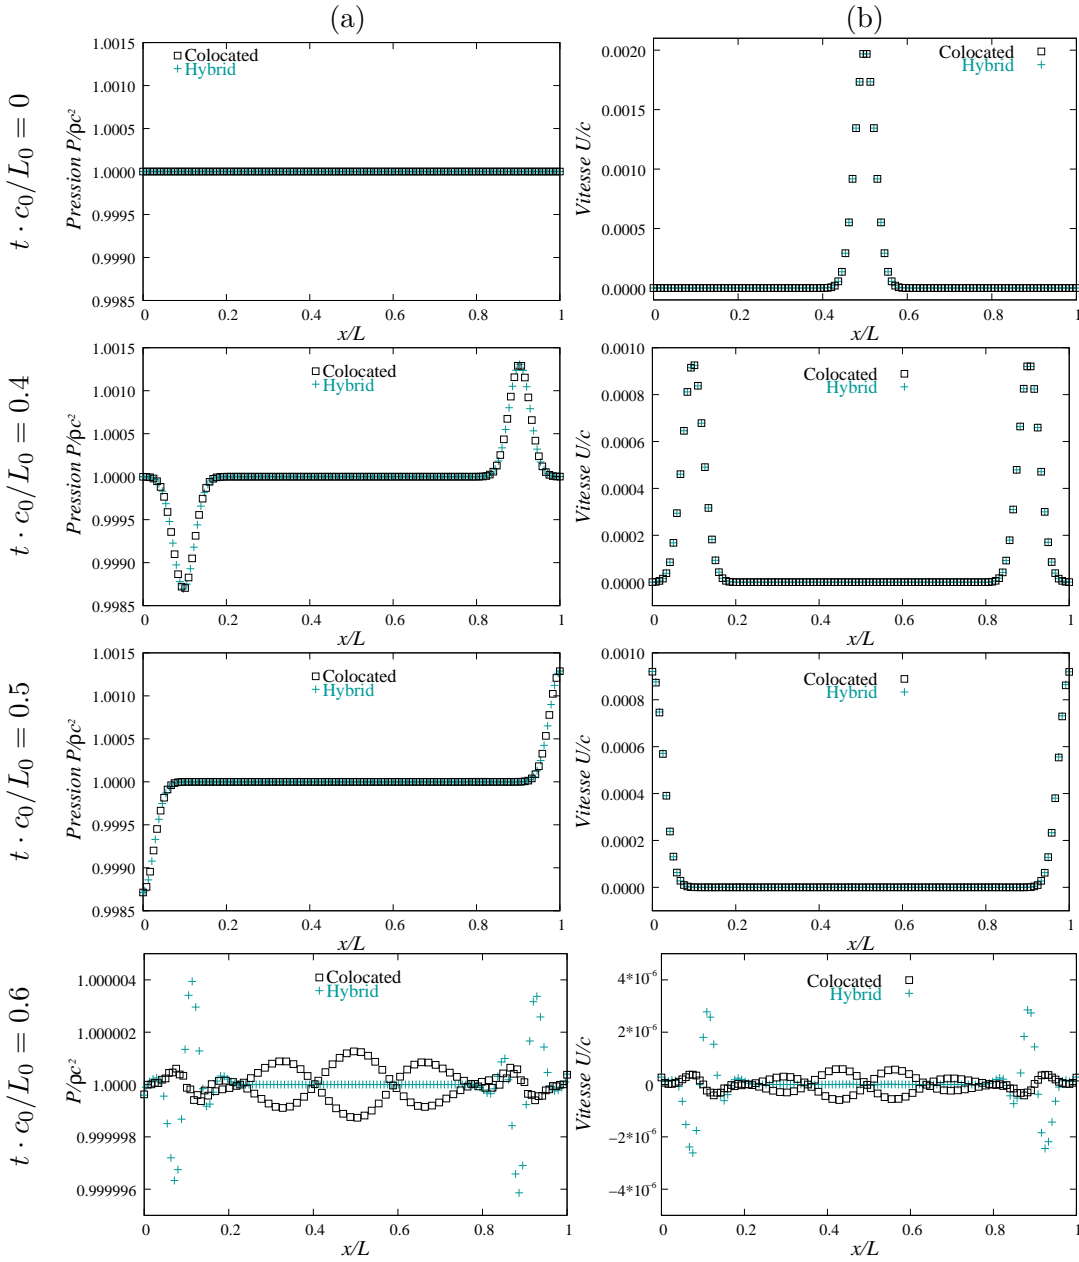 (a)
(b)
t · c₀/L₀ = 0
Pression P/ρc²
1.0015
1.0010
1.0005
1.0000
0.9995
0.9990
0.9985
Colocated
Hybrid
0 0.2 0.4 0.6 0.8 1
x/L
Vitesse U/c
0.0020
0.0015
0.0010
0.0005
0.0000
Colocated
Hybrid
0 0.2 0.4 0.6 0.8 1
x/L
t · c₀/L₀ = 0.4
Pression P/ρc²
1.0015
1.0010
1.0005
1.0000
0.9995
0.9990
0.9985
Colocated
Hybrid
0 0.2 0.4 0.6 0.8 1
x/L
Vitesse U/c
0.0010
0.0008
0.0006
0.0004
0.0002
0.0000
Colocated
Hybrid
0 0.2 0.4 0.6 0.8 1
x/L
t · c₀/L₀ = 0.5
Pression P/ρc²
1.0015
1.0010
1.0005
1.0000
0.9995
0.9990
0.9985
Colocated
Hybrid
0 0.2 0.4 0.6 0.8 1
x/L
Vitesse U/c
0.0010
0.0008
0.0006
0.0004
0.0002
0.0000
Colocated
Hybrid
0 0.2 0.4 0.6 0.8 1
x/L
t · c₀/L₀ = 0.6
P/ρc²
1.000004
1.000002
1.00000
0.999998
0.999996
Colocated
Hybrid
0 0.2 0.4 0.6 0.8 1
x/L
Vitesse U/c
4*10⁻⁶
2*10⁻⁶
0
−2*10⁻⁶
−4*10⁻⁶
Colocated
Hybrid
0 0.2 0.4 0.6 0.8 1
x/L